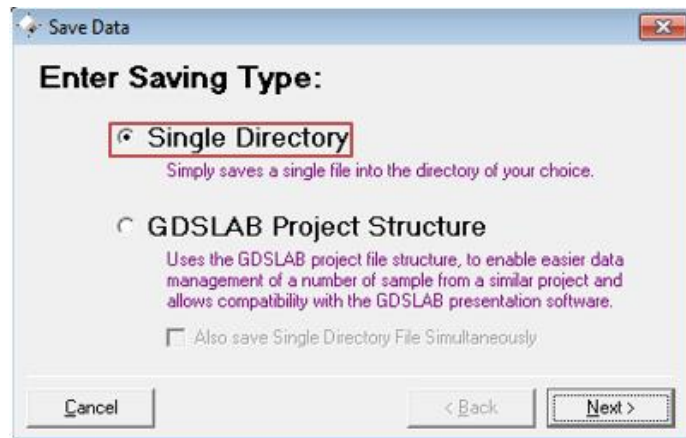 Save Data
Enter Saving Type:
Single Directory
Simply saves a single file into the directory of your choice.
GDSLAB Project Structure
Uses the GDSLAB project file structure, to enable easier data
management of a number of sample from a similar project and
allows compatibility with the GDSLAB presentation software.
Also save Single Directory File Simultaneously
Cancel
< Back
Next >